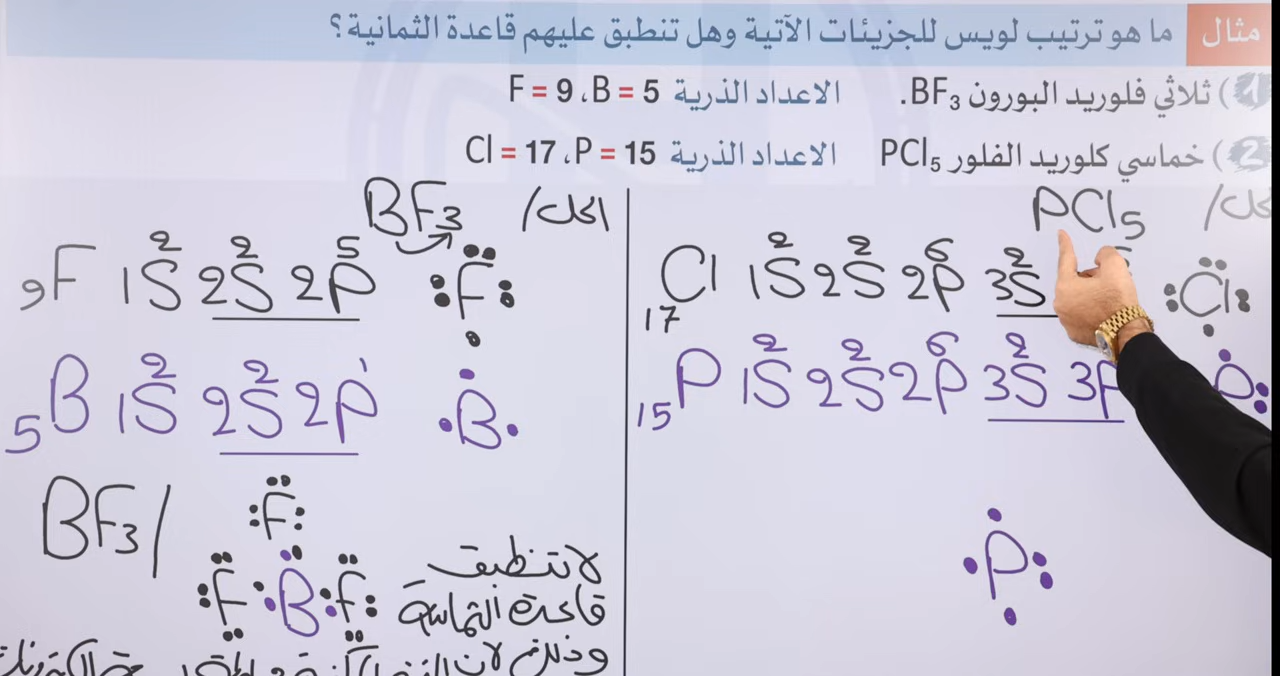 مثال ما هو ترتيب لويس للجزيئات الآتية وهل تنطبق عليهم قاعدة الثمانية؟
1) ثلاثي فلوريد البورون BF₃. الاعداد الذرية F = 9، B = 5
2) خماسي كلوريد الفلور PCl₅ الاعداد الذرية Cl = 17، P = 15
الحل/ BF₃
₉F 1S² 2S² 2P⁵ F
₅B 1S² 2S² 2P¹ B
BF₃/
F
F B F
لا تنطبق
قاعدة الثمانية
وذلك لان
PCl₅
₁₇Cl 1S² 2S² 2P⁶ 3S² Cl
₁₅P 1S² 2S² 2P⁶ 3S² 3P
P